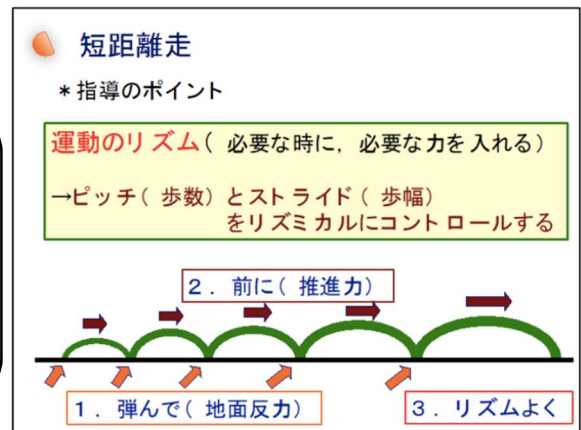 短距離走
*指導のポイント
運動のリズム(必要な時に,必要な力を入れる)
→ピッチ(歩数)とストライド(歩幅)
をリズミカルにコントロールする
2.前に(推進力)
1.弾んで(地面反力)
3.リズムよく